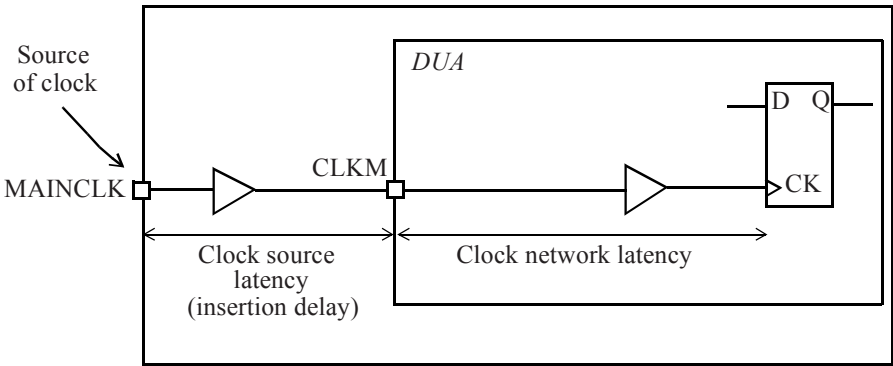 Source
of clock
DUA
D Q
CLKM
MAINCLK
CK
Clock source
latency
(insertion delay)
Clock network latency